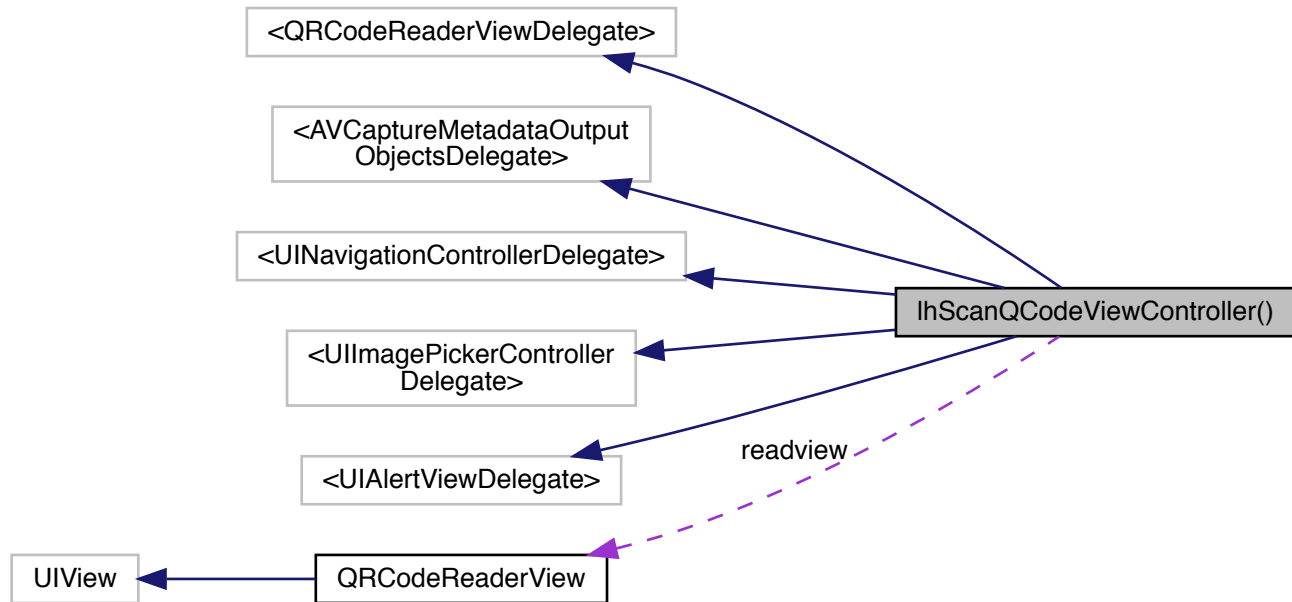 <QRCodeReaderViewDelegate>
<AVCaptureMetadataOutput
ObjectsDelegate>
<UINavigationControllerDelegate>
lhScanQCodeViewController()
<UIImagePickerController
Delegate>
readview
<UIAlertViewDelegate>
UIView
QRCodeReaderView